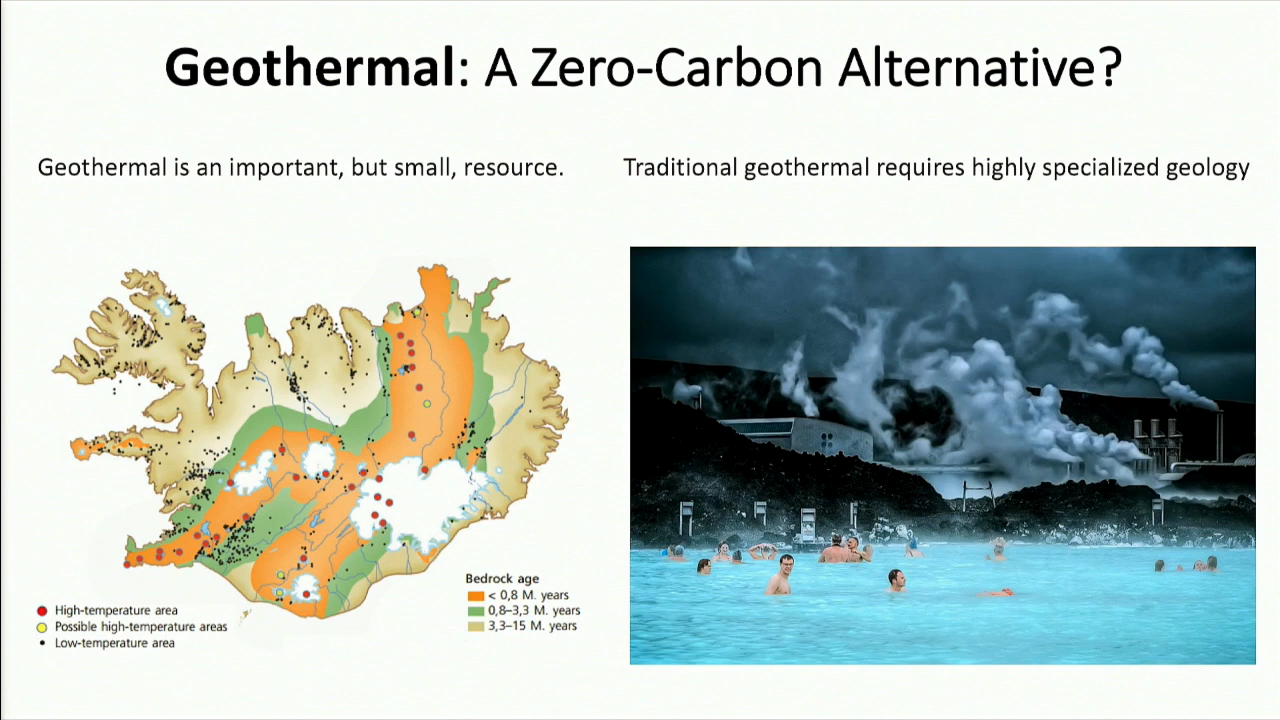 Geothermal: A Zero-Carbon Alternative?
Geothermal is an important, but small, resource.
Traditional geothermal requires highly specialized geology
Bedrock age
< 0,8 M. years
0,8–3,3 M. years
3,3–15 M. years
High-temperature area
Possible high-temperature areas
Low-temperature area